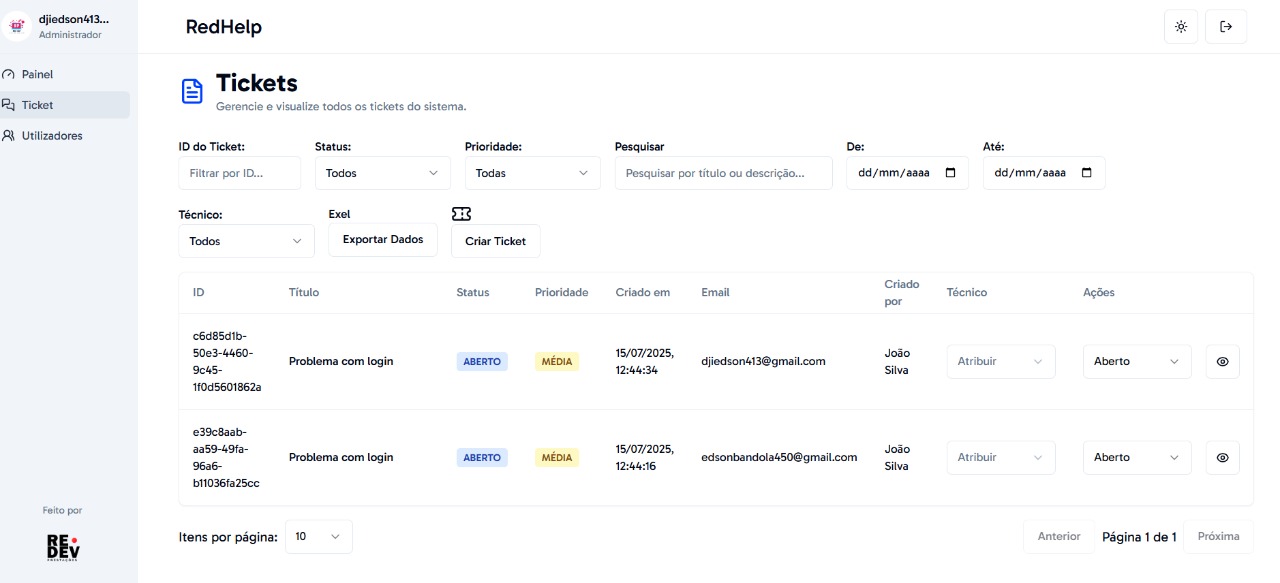 djiedson413...
Administrador
RedHelp
Painel
Ticket
Utilizadores
Tickets
Gerencie e visualize todos os tickets do sistema.
ID do Ticket: Status: Prioridade: Pesquisar De: Até:
Filtrar por ID... Todos Todas Pesquisar por título ou descrição... dd/mm/aaaa dd/mm/aaaa
Técnico: Exel
Todos Exportar Dados Criar Ticket
ID Título Status Prioridade Criado em Email Criado por Técnico Ações
c6d85d1b-
50e3-4460-
9c45-
1f0d5601862a
Problema com login ABERTO MÉDIA
15/07/2025,
12:44:34
djiedson413@gmail.com
João
Silva
Atribuir Aberto
e39c8aab-
aa59-49fa-
96a6-
b11036fa25cc
Problema com login ABERTO MÉDIA
15/07/2025,
12:44:16
edsonbandola450@gmail.com
João
Silva
Atribuir Aberto
Itens por página: 10 Anterior Página 1 de 1 Próxima
Feito por
RE
DEV